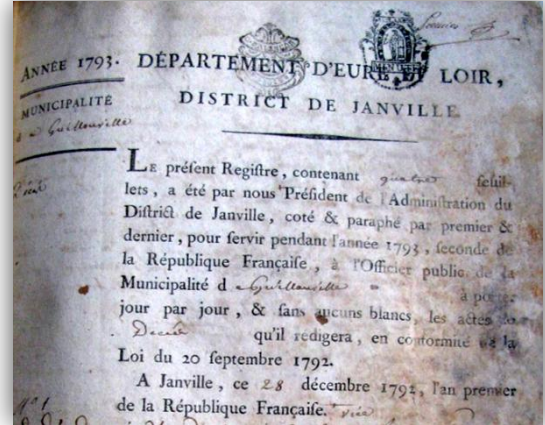 ANNÉE 1793.
MUNICIPALITÉ
d e Guillonville
Décès
DÉPARTEMENT D'EURE ET LOIR,
DISTRICT DE JANVILLE
LE préſent Regiſtre, contenant quatre feuil-
lets, a été par nous Préſident de l'Adminiſtration du
Diſtrict de Janville, coté & paraphé par premier &
dernier, pour ſervir pendant l'année 1793, ſeconde de
la République Françaiſe, à l'Officier public de la
Municipalité d e Guillonville à porter
jour par jour, & ſans aucuns blancs, les actes de
Décès qu'il rédigera, en conformité de la
Loi du 20 ſeptembre 1792.
A Janville, ce 28 décembre 1792, l'an premier
de la République Françaiſe.
N° 1